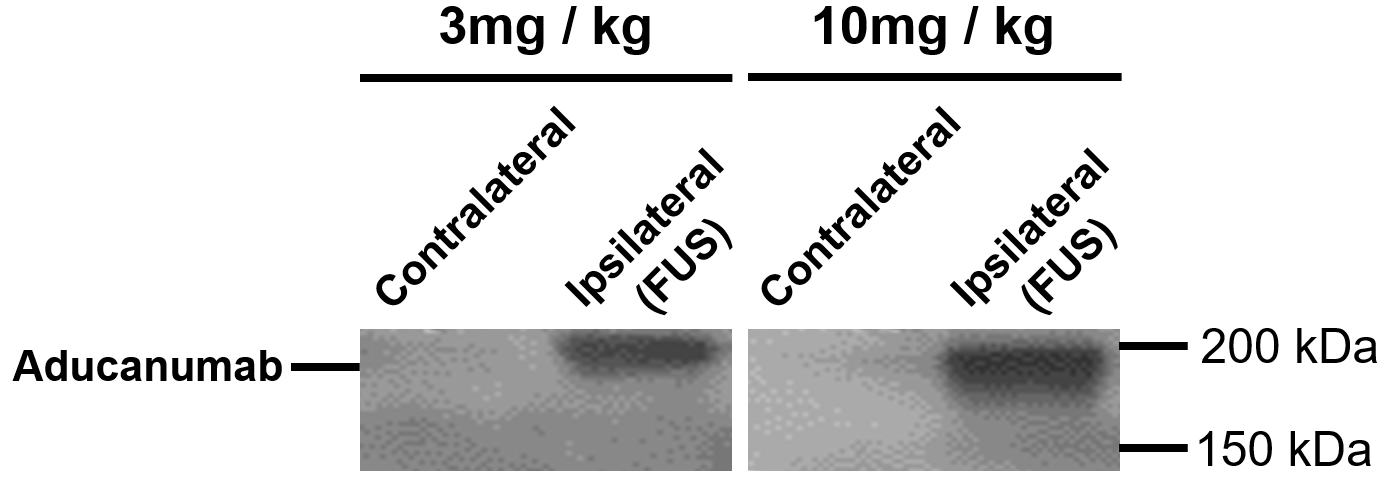 3mg / kg
10mg / kg
Contralateral
Ipsilateral
(FUS)
Contralateral
Ipsilateral
(FUS)
Aducanumab
200 kDa
150 kDa